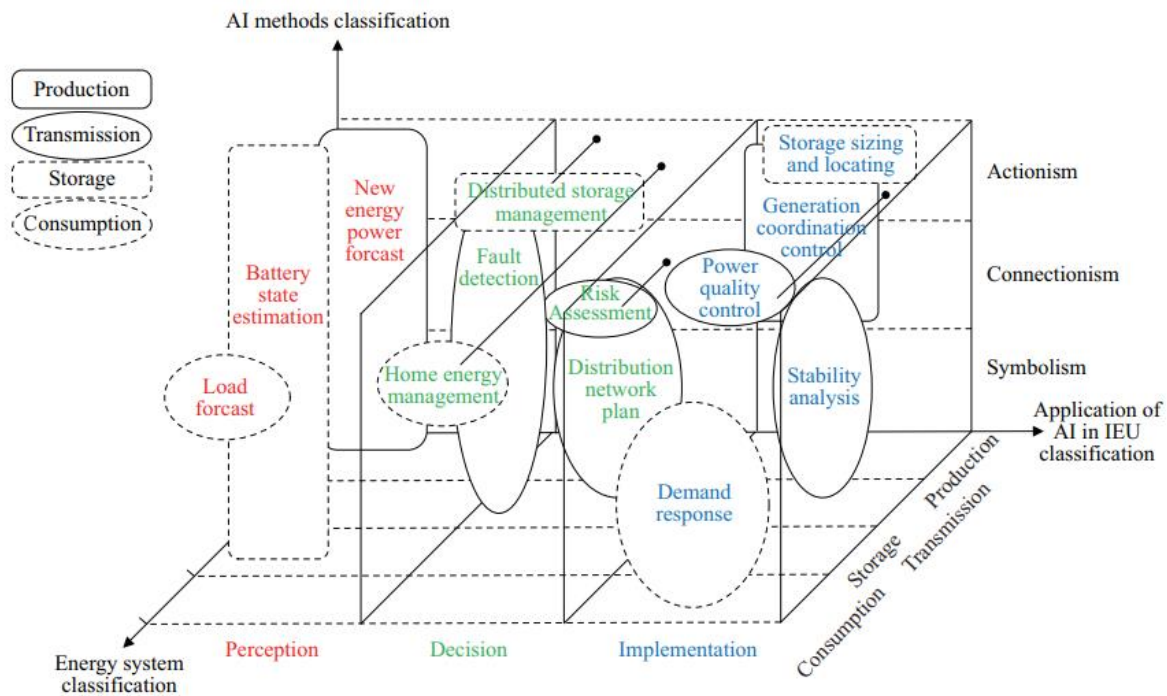 AI methods classification
Production
Transmission
Storage
Consumption
New
energy
power
forcast
Battery
state
estimation
Load
forcast
Distributed storage
management
Fault
detection
Risk
Assessment
Home energy
management
Distribution
network
plan
Storage sizing
and locating
Generation
coordination
control
Power
quality
control
Stability
analysis
Demand
response
Actionism
Connectionism
Symbolism
Application of
AI in IEU
classification
Production
Transmission
Storage
Consumption
Perception
Decision
Implementation
Energy system
classification